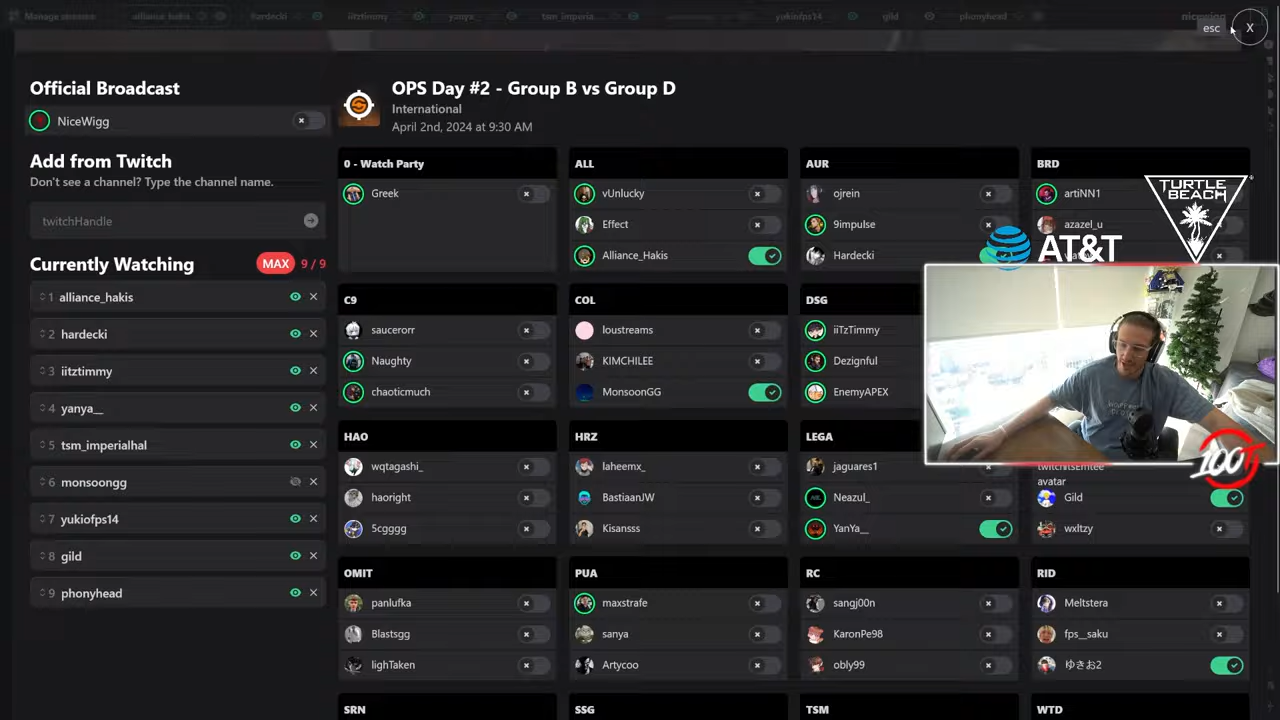 Manage session
alliance_hakis
hardecki
iitztimmy
yanya_
tsm_imperia
yukiofps14
gild
phonyhead
esc
X
Official Broadcast
NiceWigg
Add from Twitch
Don't see a channel? Type the channel name.
twitchHandle
Currently Watching
MAX 9 / 9
1 alliance_hakis
2 hardecki
3 iitztimmy
4 yanya__
5 tsm_imperialhal
6 monsoongg
7 yukiofps14
8 gild
9 phonyhead
OPS Day #2 - Group B vs Group D
International
April 2nd, 2024 at 9:30 AM
0 - Watch Party
Greek
ALL
vUnlucky
Effect
Alliance_Hakis
AUR
ojrein
9impulse
Hardecki
BRD
artiNN1
azazel_u
TURTLE
BEACH
AT&T
C9
saucerorr
Naughty
chaoticmuch
COL
loustreams
KIMCHILEE
MonsoonGG
DSG
iiTzTimmy
Dezignful
EnemyAPEX
HAO
wqtagashi_
haoright
5cgggg
HRZ
laheemx_
BastiaanJW
Kisansss
LEGA
jaguares1
Neazul_
YanYa__
twitchItsEmtee
avatar
Gild
wxltzy
100T
OMIT
panlufka
Blastsgg
lighTaken
PUA
maxstrafe
sanya
Artycoo
RC
sangj00n
KaronPe98
obly99
RID
Meltstera
fps__saku
ゆきお2
SRN
SSG
TSM
WTD